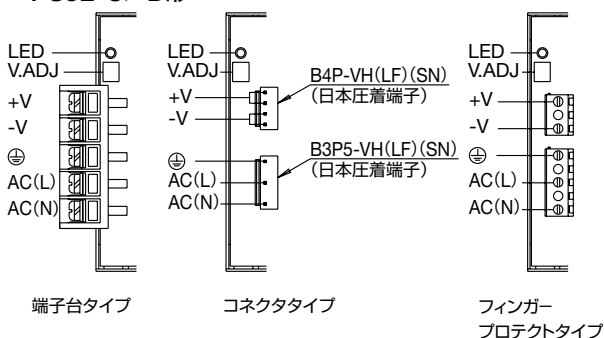 LED
V.ADJ
+V
-V
AC(L)
AC(N)
端子台タイプ
LED
V.ADJ
+V
-V
AC(L)
AC(N)
B4P-VH(LF)(SN)
(日本圧着端子)
B3P5-VH(LF)(SN)
(日本圧着端子)
コネクタタイプ
LED
V.ADJ
+V
-V
AC(L)
AC(N)
フィンガー
プロテクトタイプ